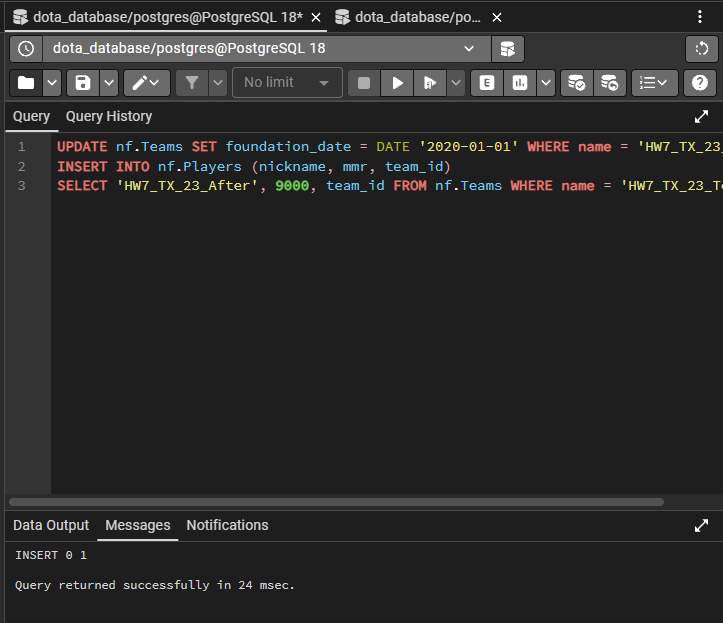 dota_database/postgres@PostgreSQL 18*
dota_database/po...
dota_database/postgres@PostgreSQL 18
No limit
E
Query
Query History
1 UPDATE nf.Teams SET foundation_date = DATE '2020-01-01' WHERE name = 'HW7_TX_23_
2 INSERT INTO nf.Players (nickname, mmr, team_id)
3 SELECT 'HW7_TX_23_After', 9000, team_id FROM nf.Teams WHERE name = 'HW7_TX_23_Te
Data Output
Messages
Notifications
INSERT 0 1
Query returned successfully in 24 msec.